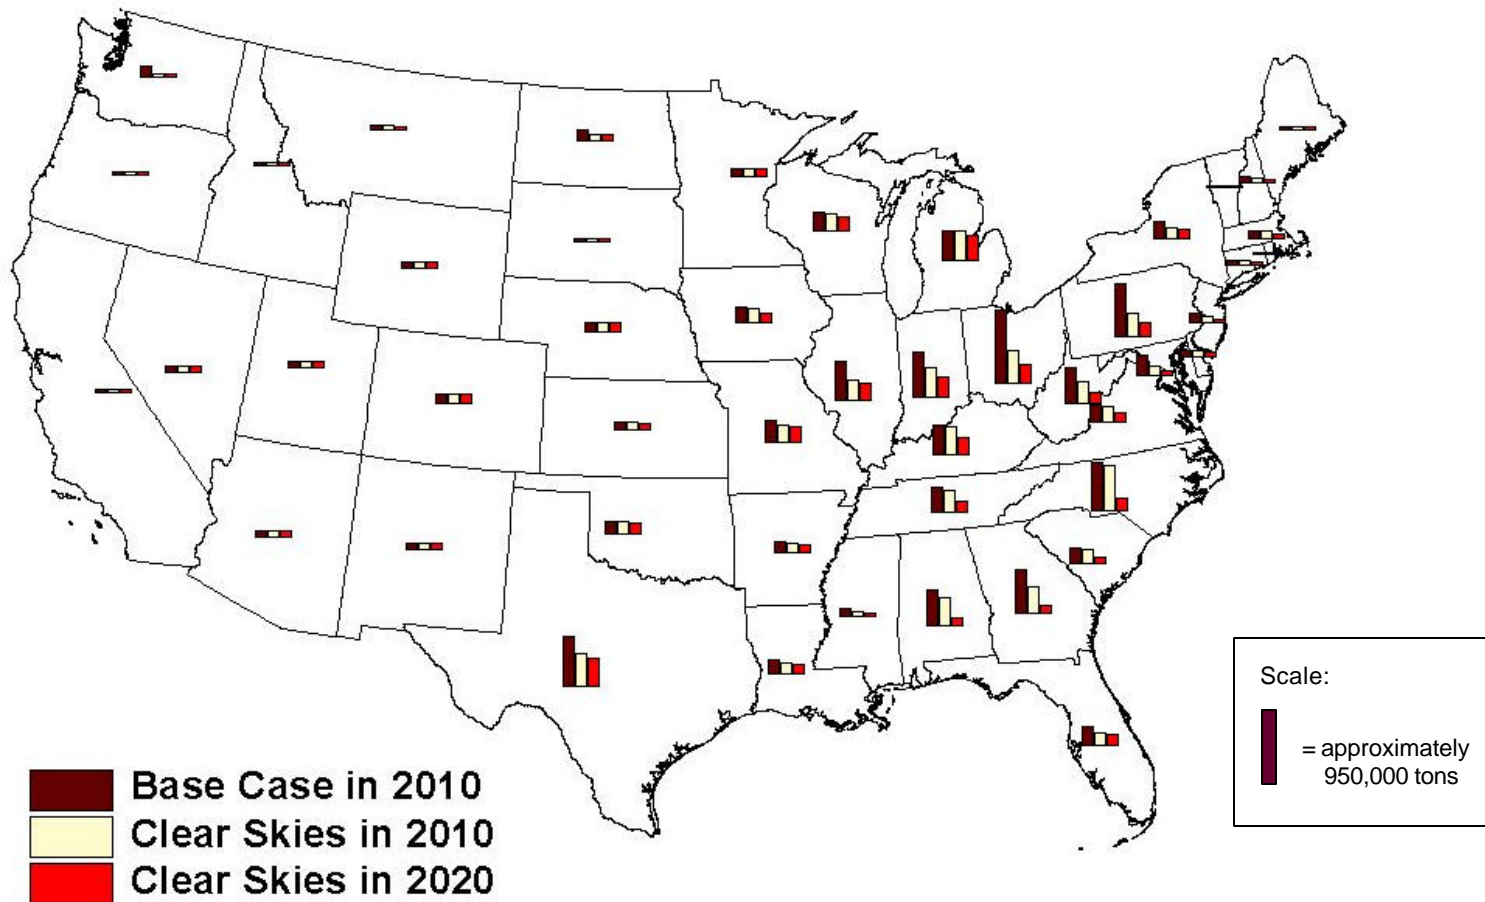 Scale:
= approximately
950,000 tons
Base Case in 2010
Clear Skies in 2010
Clear Skies in 2020